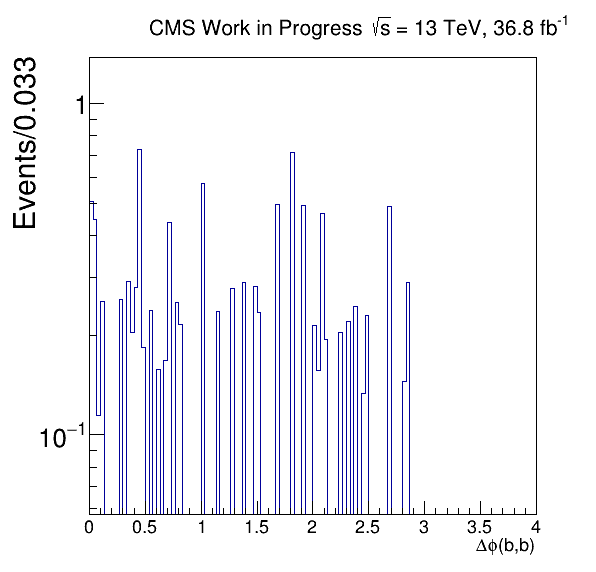 CMS Work in Progress √s = 13 TeV, 36.8 fb⁻¹
Events/0.033
1
10⁻¹
0 0.5 1 1.5 2 2.5 3 3.5 4
Δϕ(b,b)